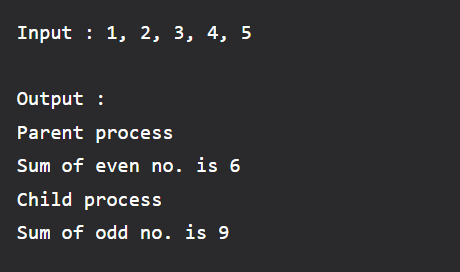 Input : 1, 2, 3, 4, 5
Output :
Parent process
Sum of even no. is 6
Child process
Sum of odd no. is 9